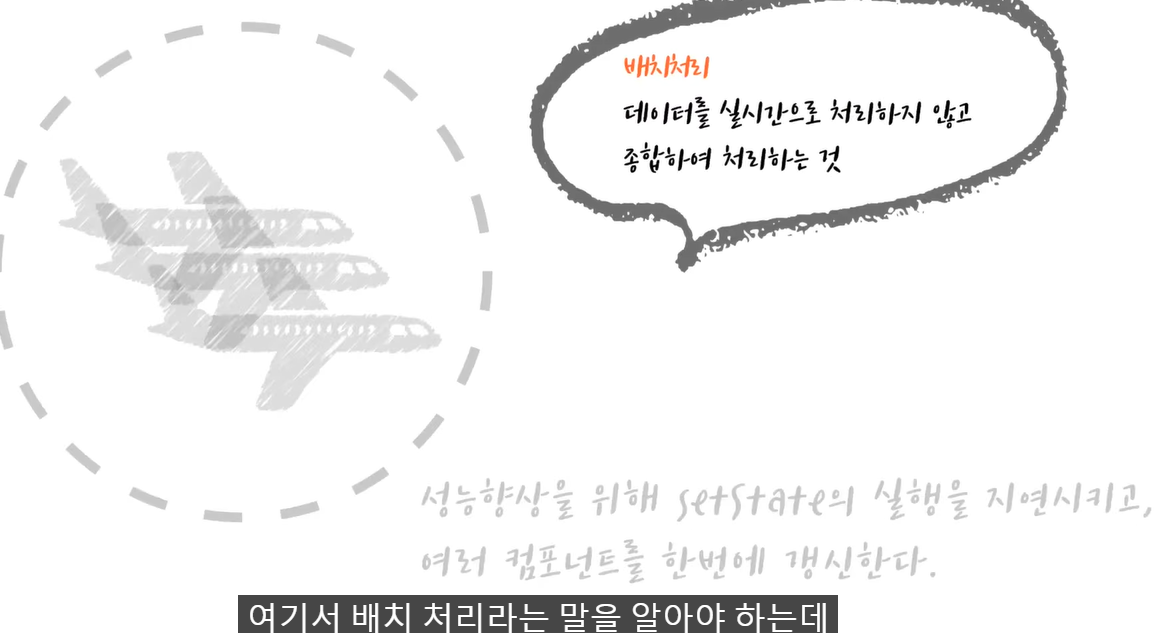 배치처리
데이터를 실시간으로 처리하지 않고
종합하여 처리하는 것
성능향상을 위해 setState의 실행을 지연시키고,
여러 컴포넌트를 한번에 갱신한다.
여기서 배치 처리라는 말을 알아야 하는데